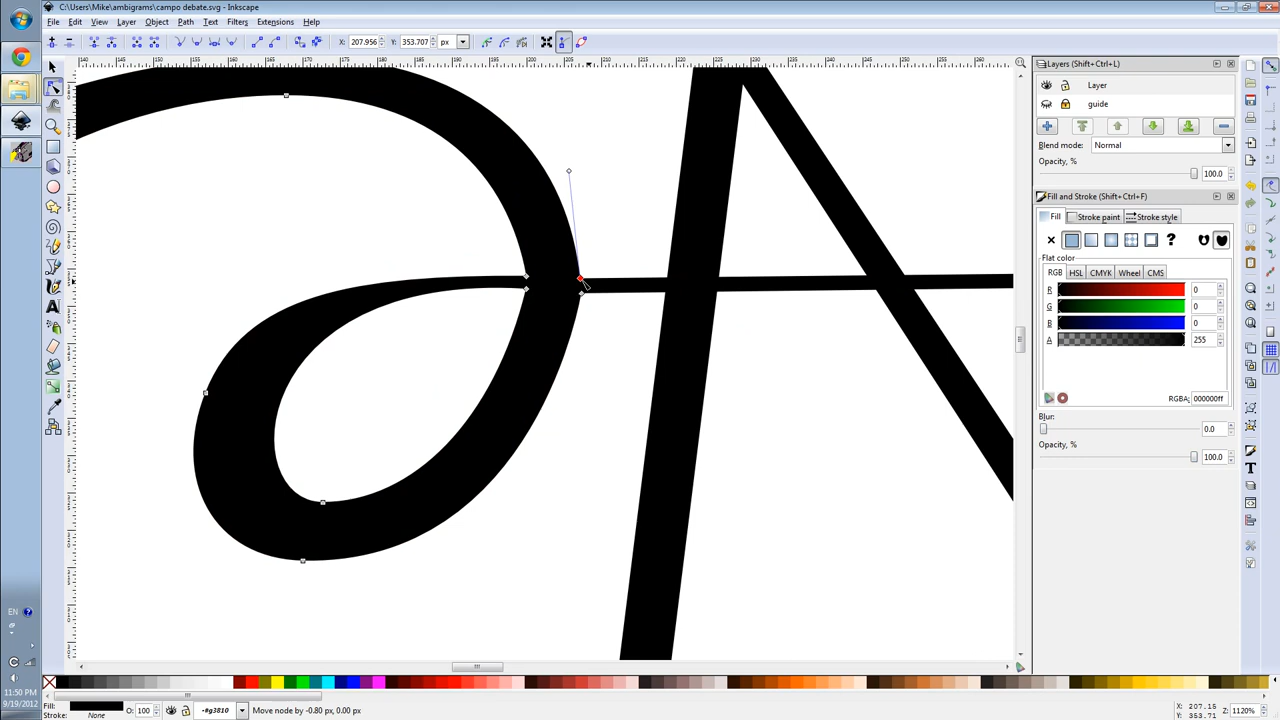 C:\Users\Mike\ambigrams\campo debate.svg - Inkscape
File Edit View Layer Object Path Text Filters Extensions Help
X: 207.956 Y: 353.707 px
Layers (Shift+Ctrl+L)
Layer
guide
Blend mode: Normal
Opacity, % 100.0
Fill and Stroke (Shift+Ctrl+F)
Fill Stroke paint Stroke style
?
Flat color
RGB HSL CMYK Wheel CMS
R 0
G 0
B 0
A 255
RGBA: 000000ff
Blur:
0.0
Opacity, %
100.0
EN
11:50 PM
9/19/2012
Fill:
Stroke: None
O: 100
-#g3810
Move node by -0.80 px, 0.00 px
X: 207.15
Y: 353.71
Z: 1120%